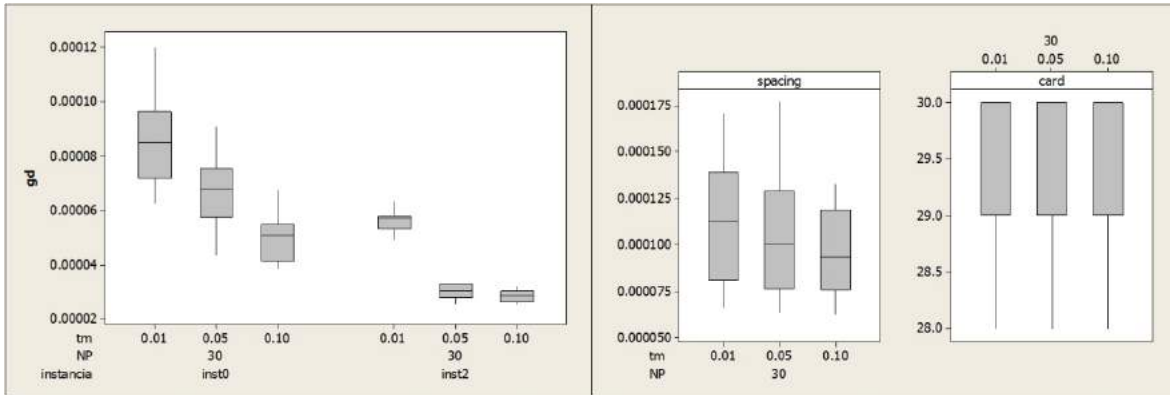 gd
0.00012
0.00010
0.00008
0.00006
0.00004
0.00002
tm 0.01 0.05 0.10 0.01 0.05 0.10
NP 30 30
instancia inst0 inst2
spacing
0.000175
0.000150
0.000125
0.000100
0.000075
0.000050
tm 0.01 0.05 0.10
NP 30
30
0.01 0.05 0.10
card
30.0
29.5
29.0
28.5
28.0